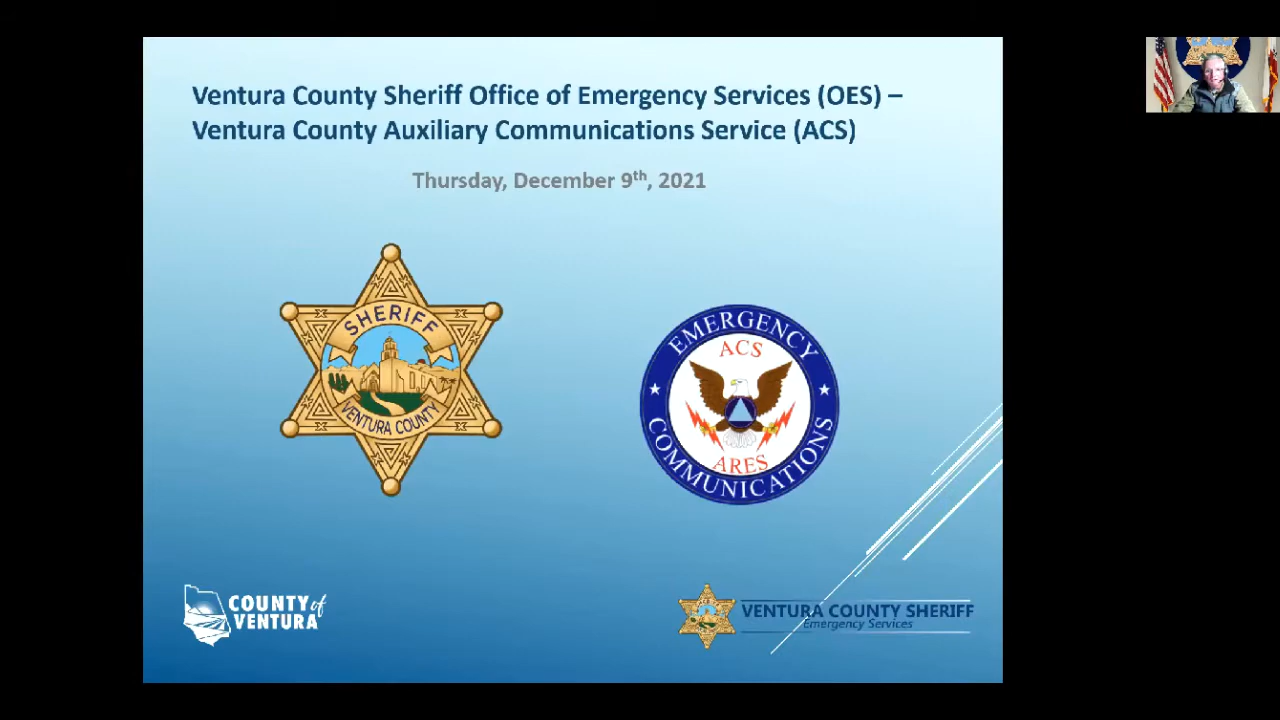 Ventura County Sheriff Office of Emergency Services (OES) –
Ventura County Auxiliary Communications Service (ACS)
Thursday, December 9th, 2021
SHERIFF
VENTURA COUNTY
EMERGENCY
ACS
ARES
COMMUNICATIONS
COUNTY of
VENTURA
VENTURA COUNTY SHERIFF
Emergency Services